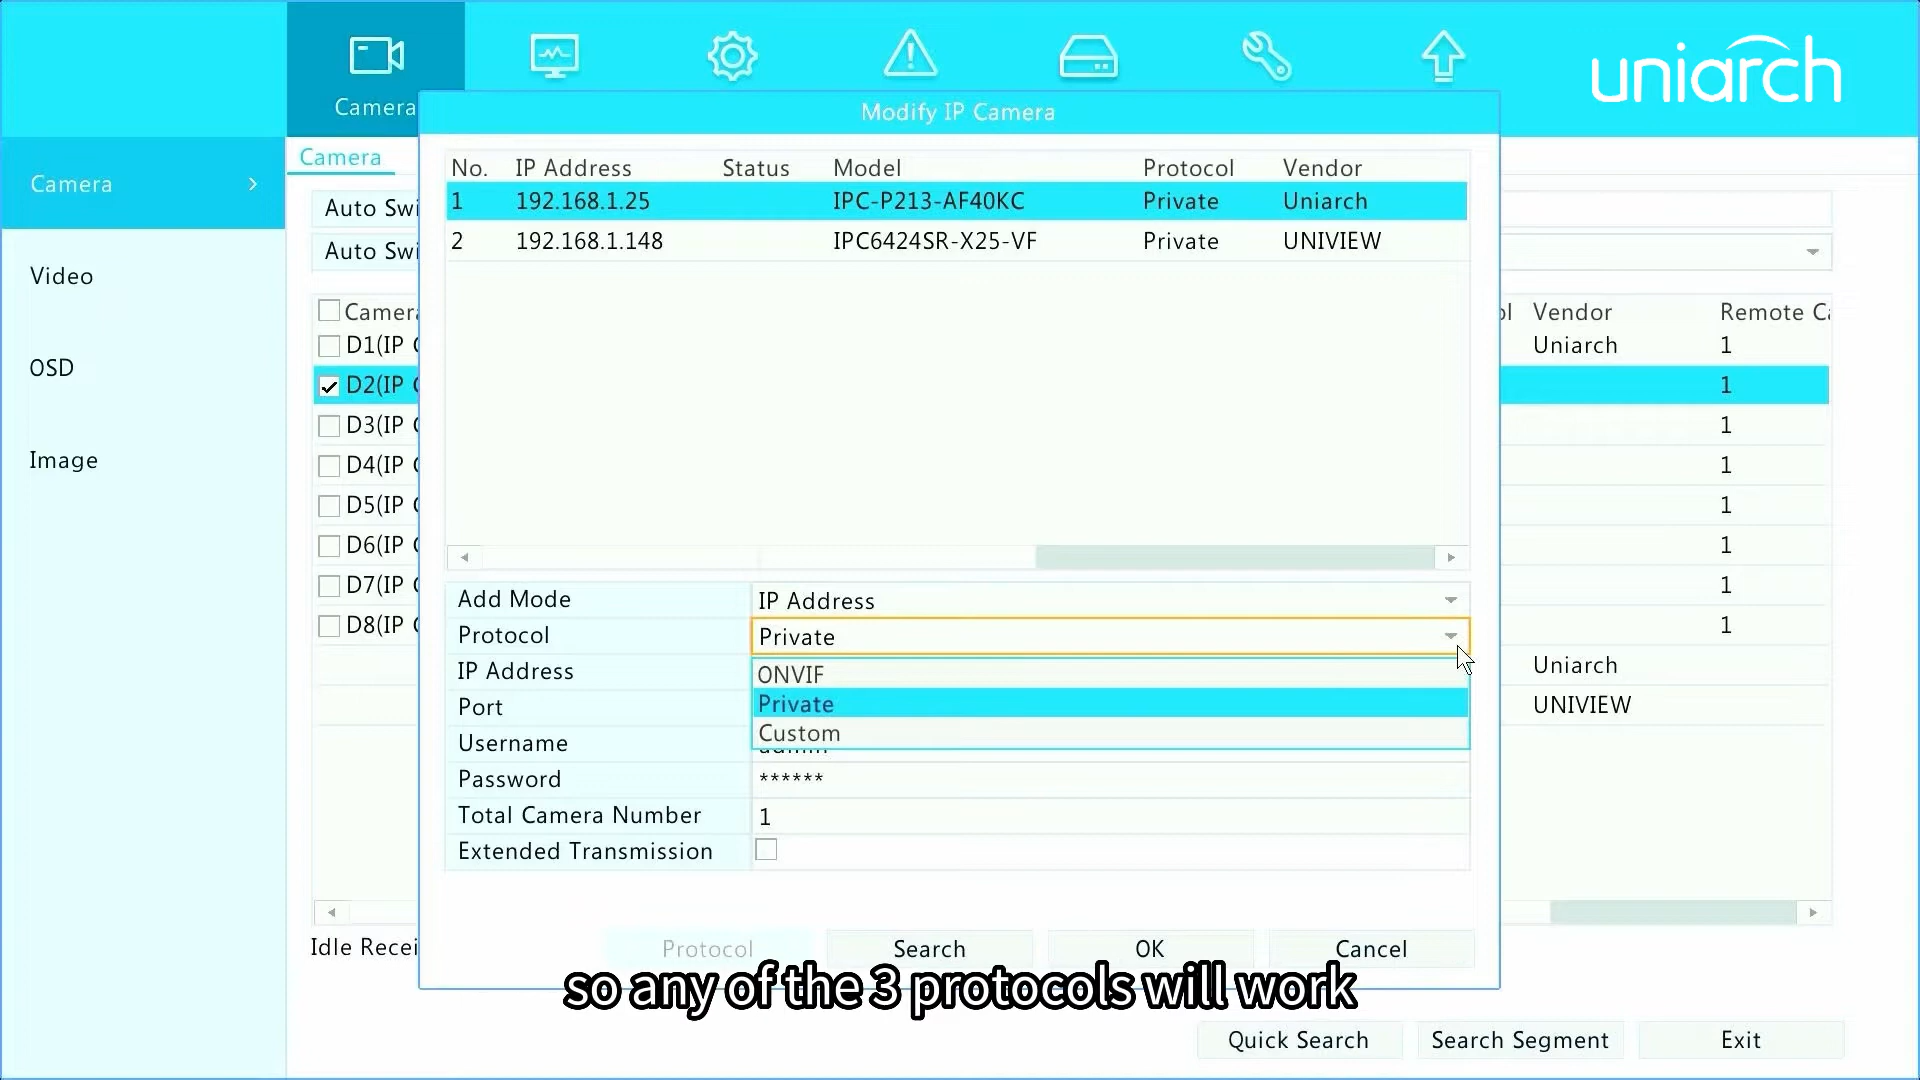 uniarch
Camera
Modify IP Camera
Camera
Video
OSD
Image
Camera
Auto Swi
Auto Swi
No. IP Address Status Model Protocol Vendor
1 192.168.1.25 IPC-P213-AF40KC Private Uniarch
2 192.168.1.148 IPC6424SR-X25-VF Private UNIVIEW
Camera Vendor Remote Ca
D1(IP C Uniarch 1
D2(IP C 1
D3(IP C 1
D4(IP C 1
D5(IP C 1
D6(IP C 1
D7(IP C 1
D8(IP C 1
Uniarch
UNIVIEW
Add Mode IP Address
Protocol Private
IP Address
ONVIF
Private
Custom
Port
Username admin
Password ******
Total Camera Number 1
Extended Transmission
Idle Recei
Protocol Search OK Cancel
so any of the 3 protocols will work
Quick Search Search Segment Exit